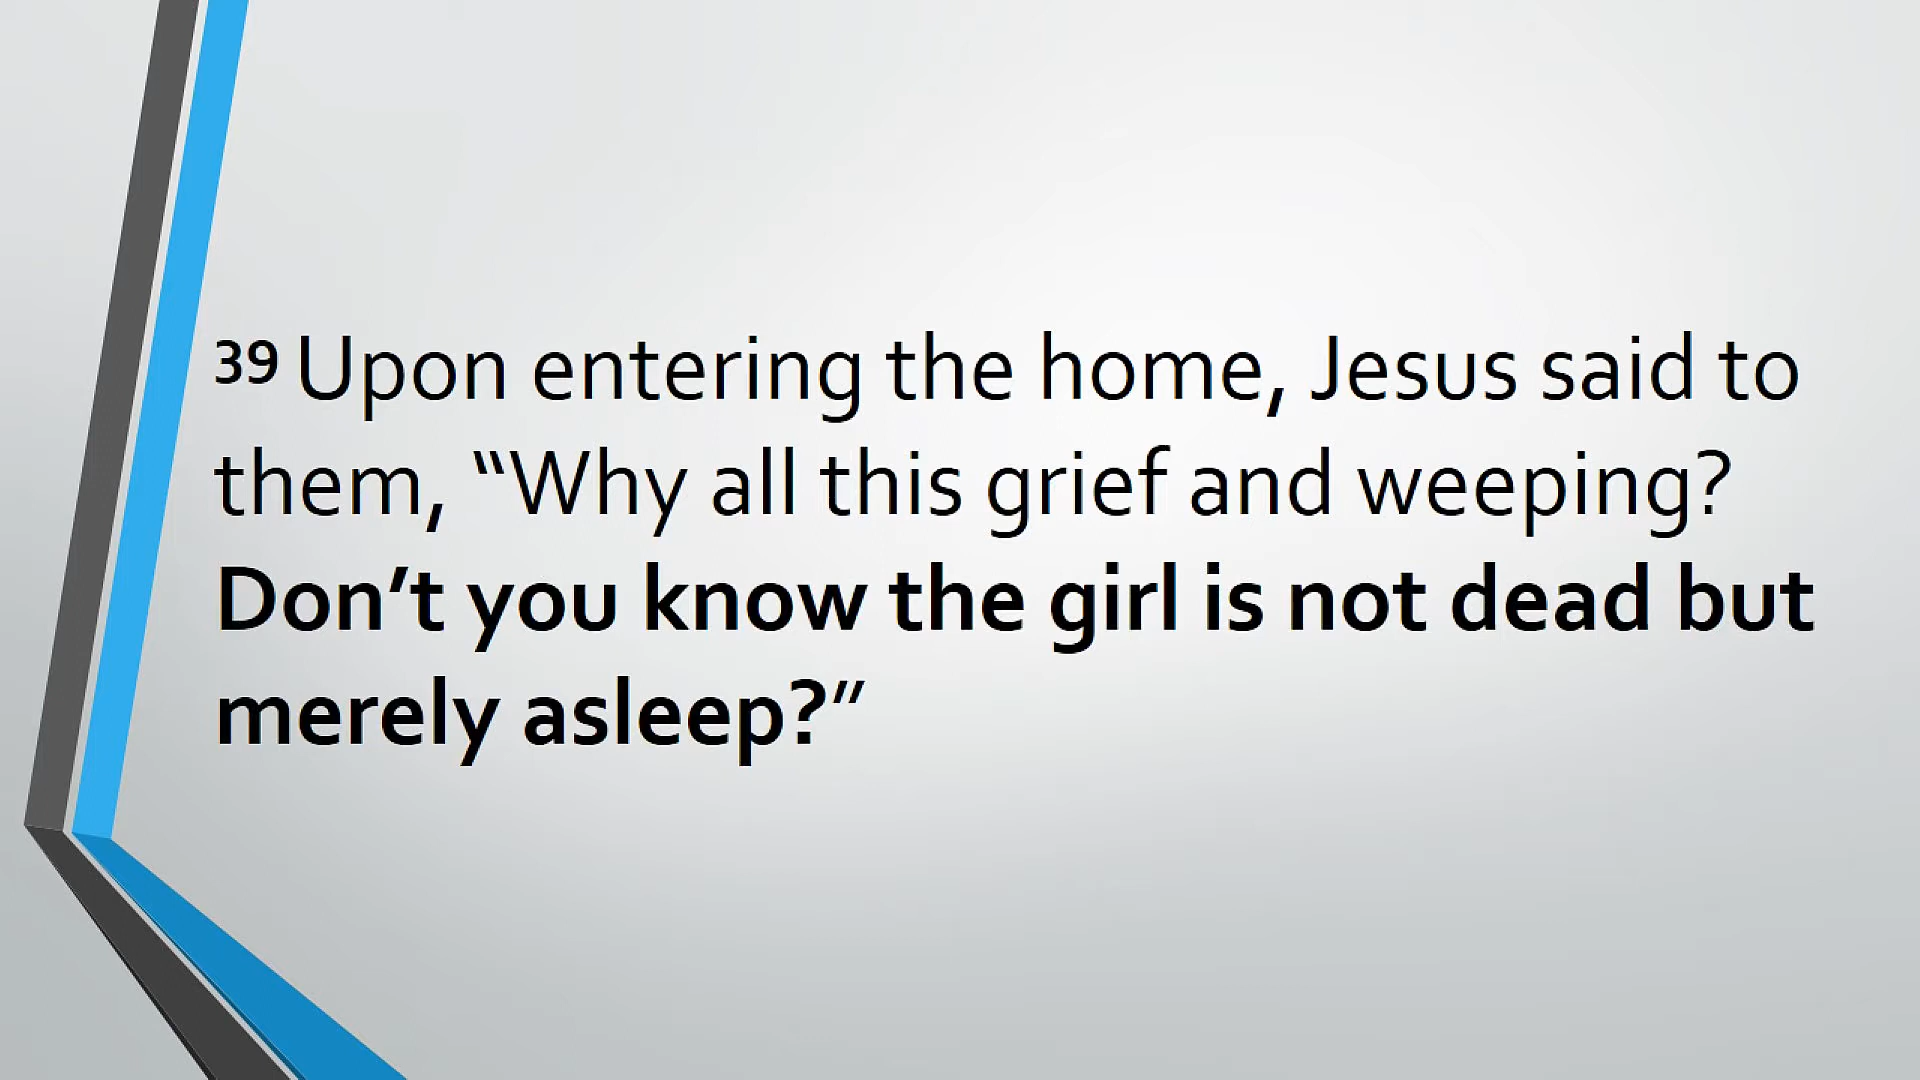 39 Upon entering the home, Jesus said to
them, “Why all this grief and weeping?
Don’t you know the girl is not dead but
merely asleep?”